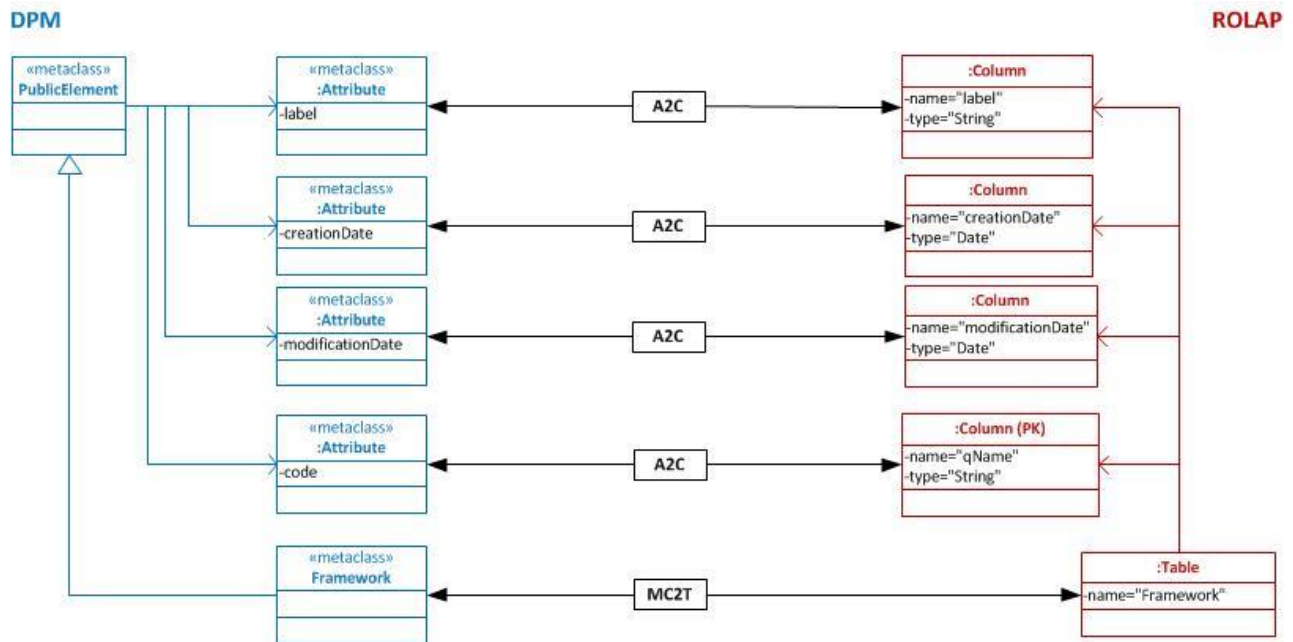 DPM
ROLAP
«metaclass»
PublicElement
«metaclass»
:Attribute
-label
A2C
:Column
-name="label"
-type="String"
«metaclass»
:Attribute
-creationDate
A2C
:Column
-name="creationDate"
-type="Date"
«metaclass»
:Attribute
-modificationDate
A2C
:Column
-name="modificationDate"
-type="Date"
«metaclass»
:Attribute
-code
A2C
:Column (PK)
-name="qName"
-type="String"
«metaclass»
Framework
MC2T
:Table
-name="Framework"